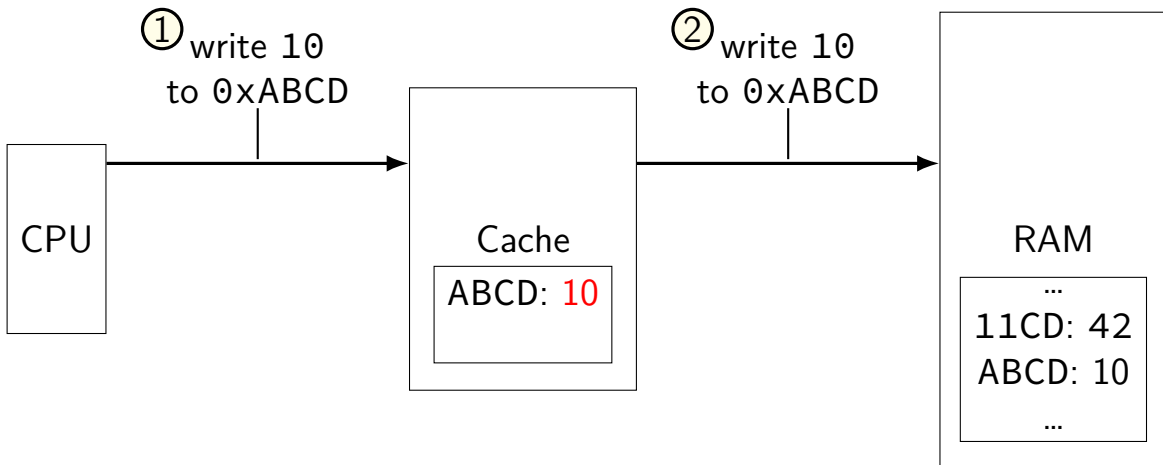 1
write 10
to 0xABCD
2
write 10
to 0xABCD
CPU
Cache
ABCD: 10
RAM
...
11CD: 42
ABCD: 10
...